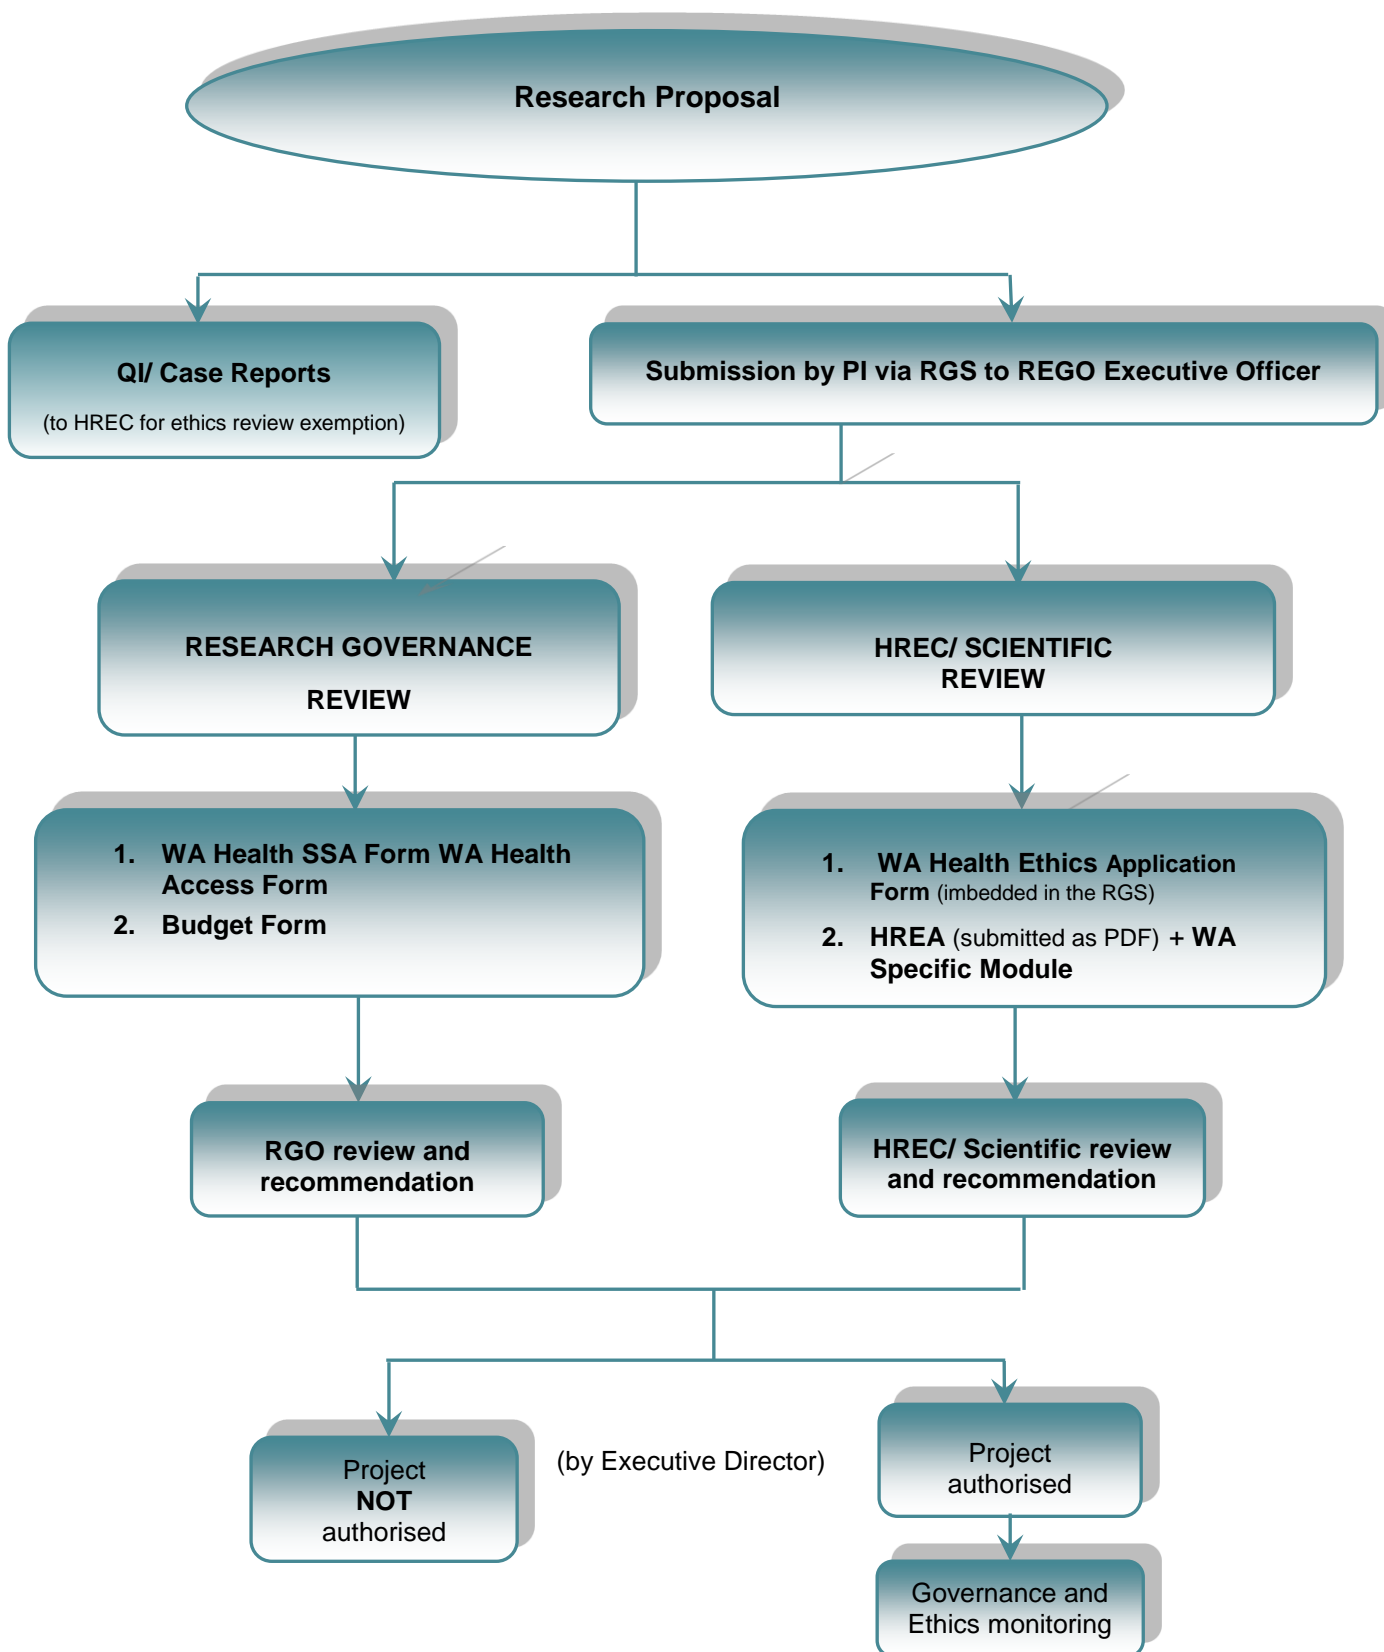 Research Proposal
QI/ Case Reports
(to HREC for ethics review exemption)
Submission by PI via RGS to REGO Executive Officer
RESEARCH GOVERNANCE
REVIEW
HREC/ SCIENTIFIC
REVIEW
1. WA Health SSA Form WA Health
Access Form
2. Budget Form
1. WA Health Ethics Application
Form (imbedded in the RGS)
2. HREA (submitted as PDF) + WA
Specific Module
RGO review and
recommendation
HREC/ Scientific review
and recommendation
Project
NOT
authorised
(by Executive Director)
Project
authorised
Governance and
Ethics monitoring